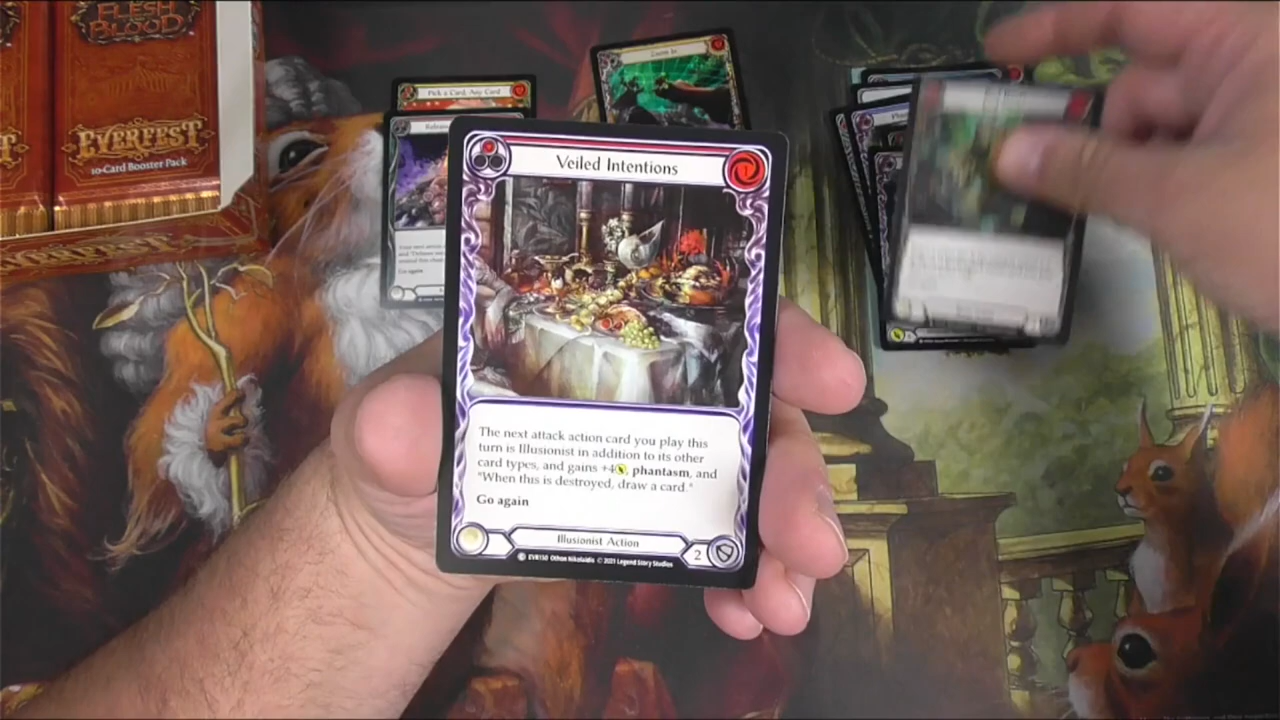 FLESH
BLOOD
EVERFEST
10-Card Booster Pack
EVERFEST
Pick a Card, Any Card
Zoom In
Veiled Intentions
The next attack action card you play this
turn is Illusionist in addition to its other
card types, and gains +4, phantasm, and
"When this is destroyed, draw a card."
Go again
Illusionist Action
2
EVR150 Othon Nikolaidis © 2021 Legend Story Studios
Go again